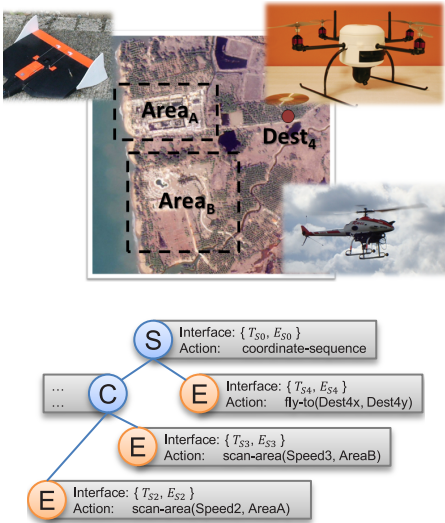 Area_A
Dest_4
Area_B
S
Interface: { T_S0, E_S0 }
Action: coordinate-sequence
...
...
C
E
Interface: { T_S4, E_S4 }
Action: fly-to(Dest4x, Dest4y)
E
Interface: { T_S3, E_S3 }
Action: scan-area(Speed3, AreaB)
E
Interface: { T_S2, E_S2 }
Action: scan-area(Speed2, AreaA)